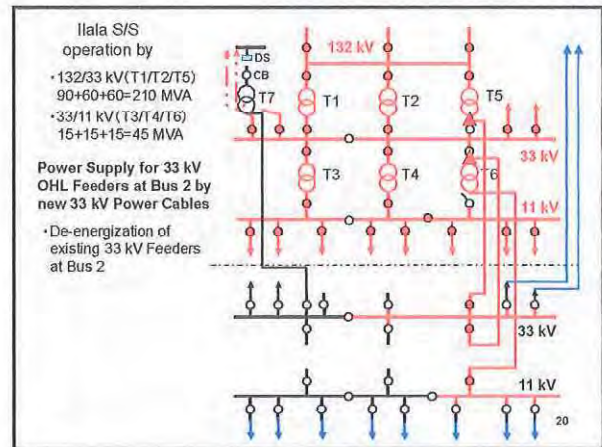 Ilala S/S
operation by
・132/33 kV(T1/T2/T5)
90+60+60=210 MVA
・33/11 kV(T3/T4/T6)
15+15+15=45 MVA
Power Supply for 33 kV
OHL Feeders at Bus 2 by
new 33 kV Power Cables
・De-energization of
existing 33 kV Feeders
at Bus 2
DS
CB
T7
132 kV
T1
T2
T5
33 kV
T3
T4
T6
11 kV
33 kV
11 kV
20